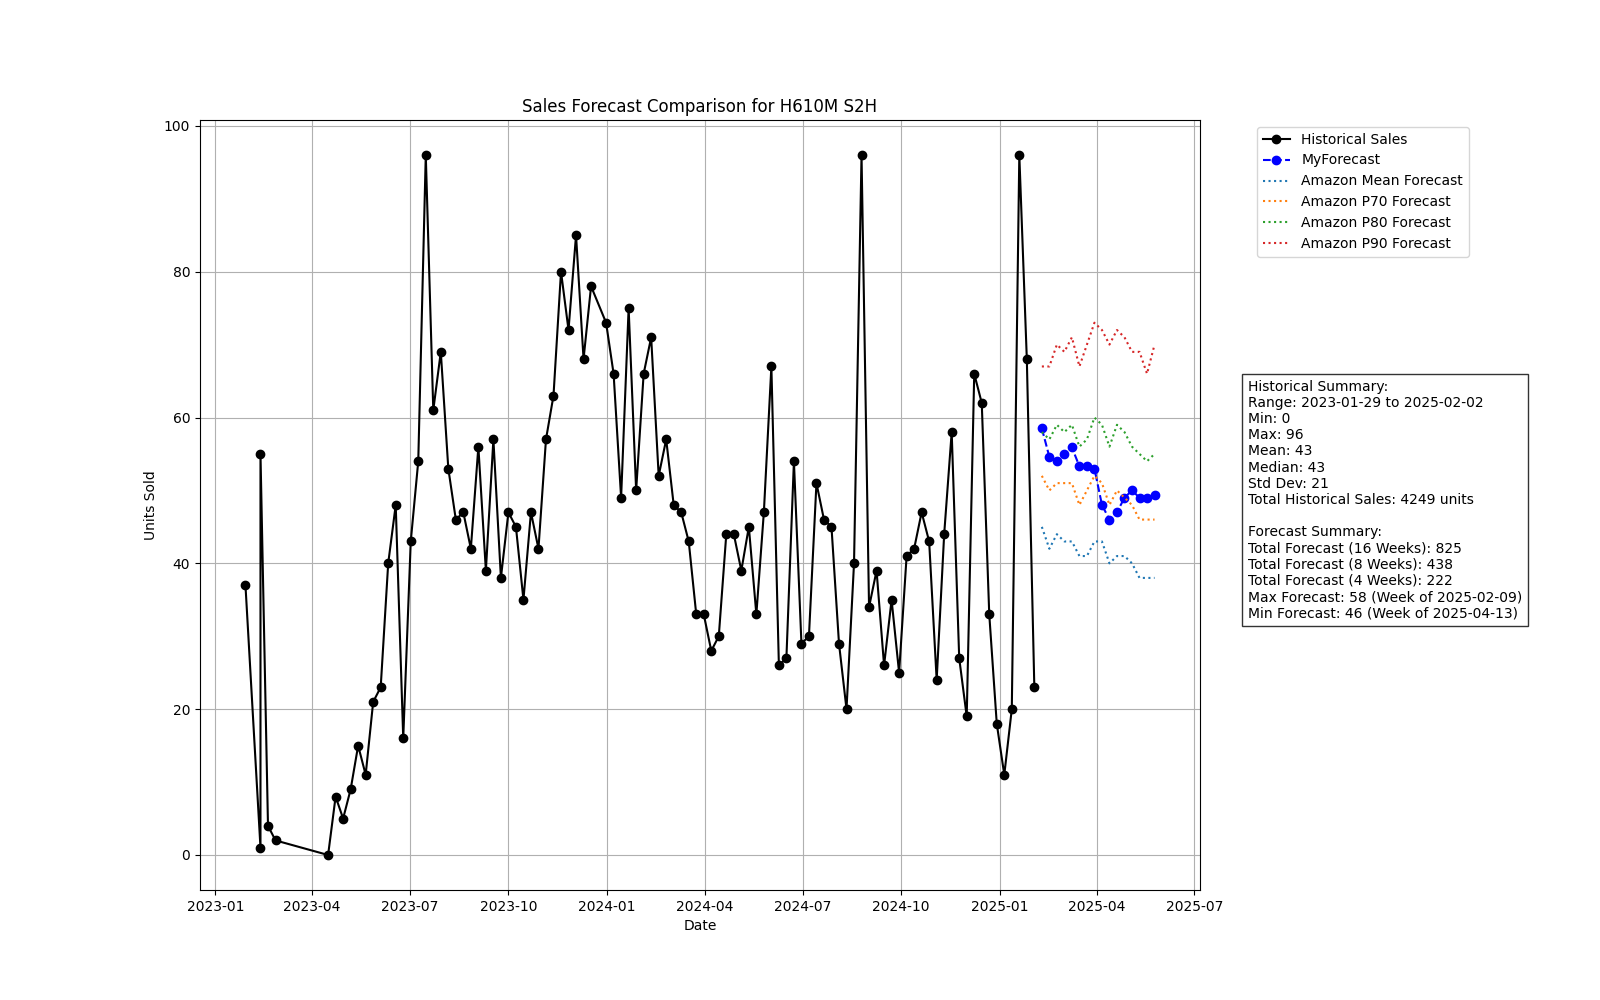 Sales Forecast Comparison for H610M S2H
100
80
60
40
20
0
Units Sold
2023-01
2023-04
2023-07
2023-10
2024-01
2024-04
2024-07
2024-10
2025-01
2025-04
2025-07
Date
Historical Sales
MyForecast
Amazon Mean Forecast
Amazon P70 Forecast
Amazon P80 Forecast
Amazon P90 Forecast
Historical Summary:
Range: 2023-01-29 to 2025-02-02
Min: 0
Max: 96
Mean: 43
Median: 43
Std Dev: 21
Total Historical Sales: 4249 units
Forecast Summary:
Total Forecast (16 Weeks): 825
Total Forecast (8 Weeks): 438
Total Forecast (4 Weeks): 222
Max Forecast: 58 (Week of 2025-02-09)
Min Forecast: 46 (Week of 2025-04-13)